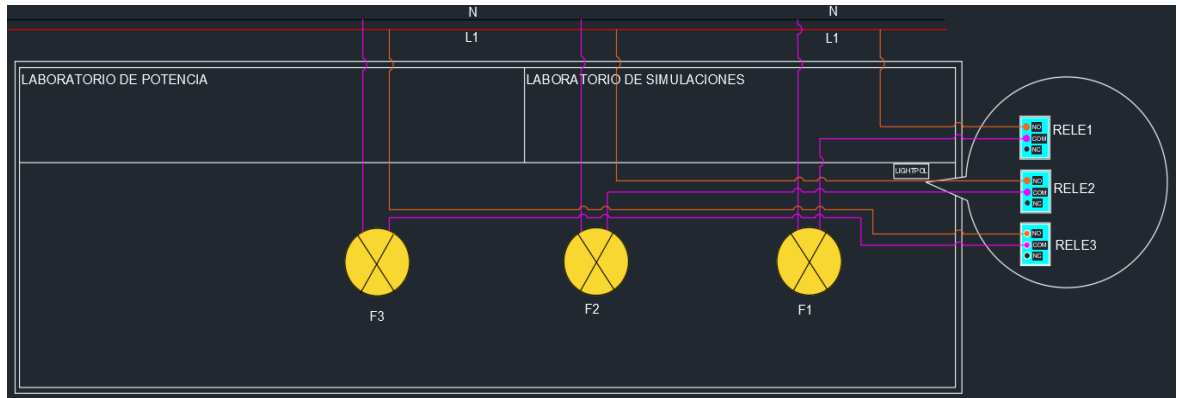 N
N
L1
L1
LABORATORIO DE POTENCIA
LABORATORIO DE SIMULACIONES
LIGHTPOL
NO
COM
NC
RELE1
NO
COM
NC
RELE2
NO
COM
NC
RELE3
F3
F2
F1